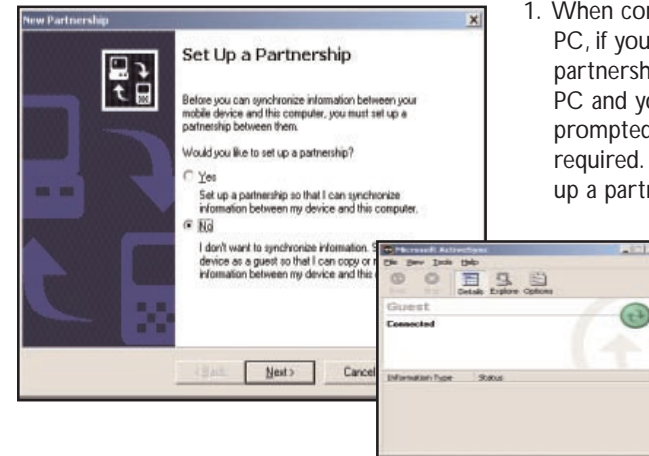 New Partnership
Set Up a Partnership
Before you can synchronize information between your
mobile device and this computer, you must set up a
partnership between them.
Would you like to set up a partnership?
Yes
Set up a partnership so that I can synchronize
information between my device and this computer.
No
I don't want to synchronize information. S
device as a guest so that I can copy or
information between my device and this
< Back
Next >
Cancel
1. When co
PC, if you
partnersh
PC and y
prompted
required.
up a partn
Microsoft ActiveSync
File View Tools Help
Details Explore Options
Guest
Connected
Information Type Status